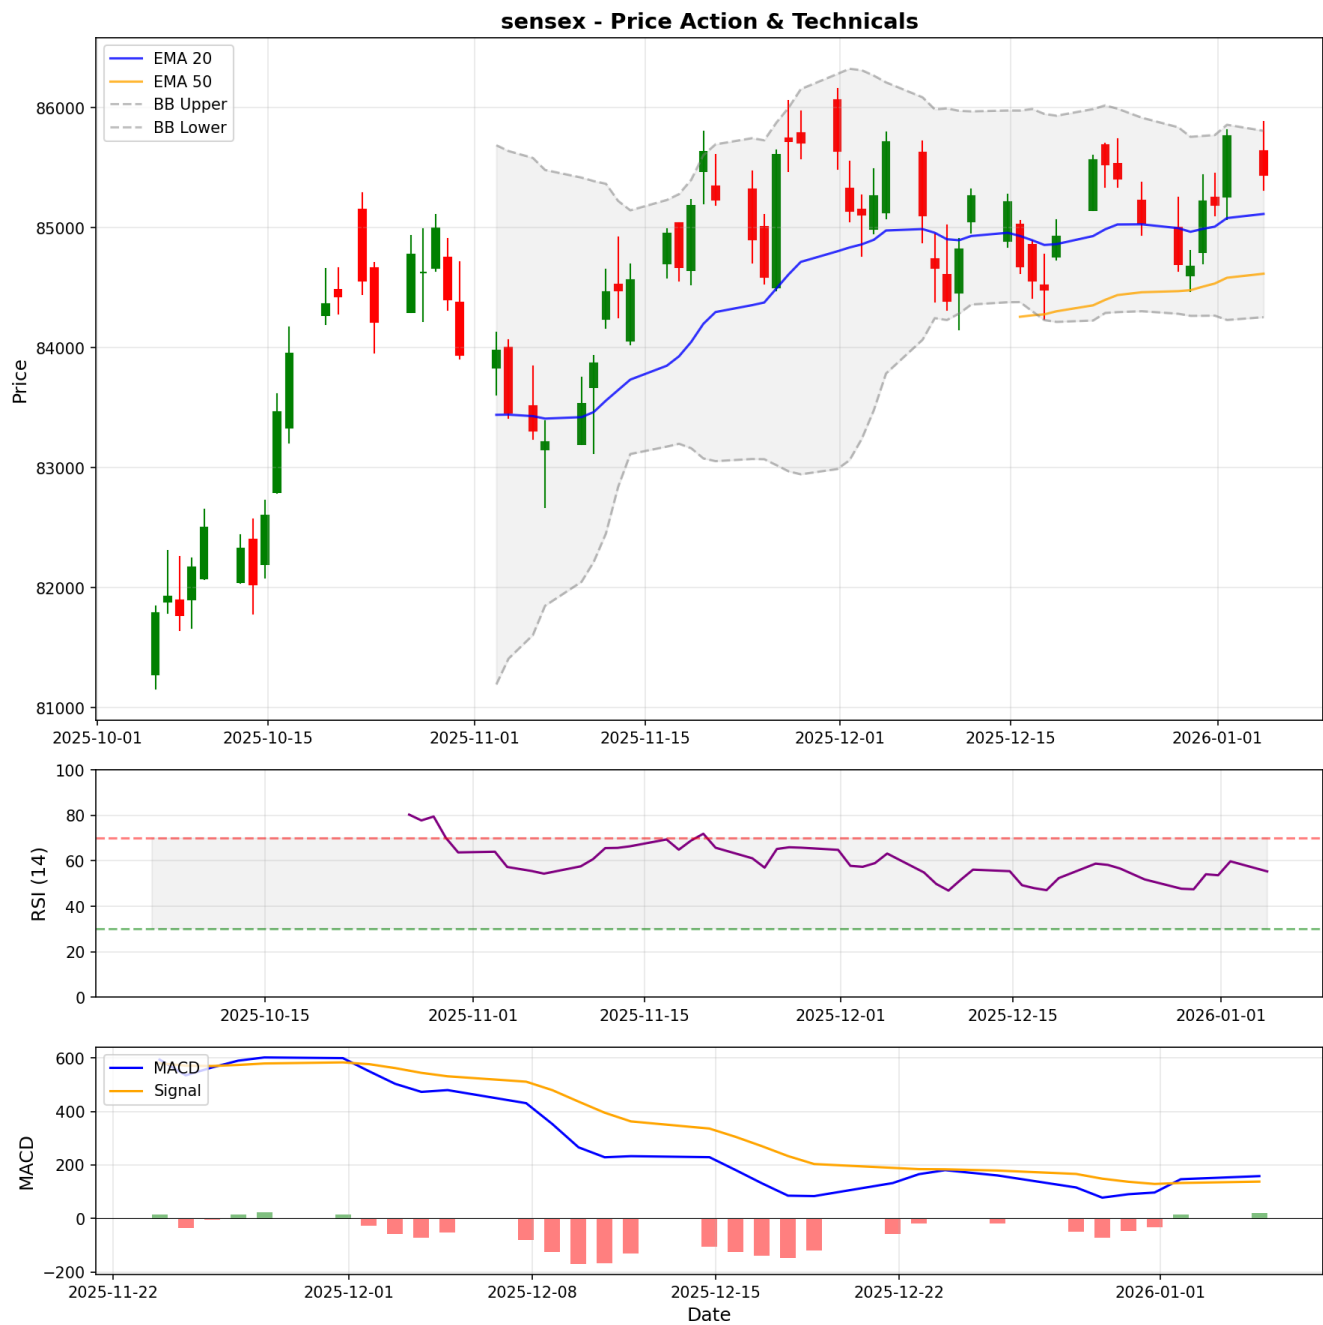 sensex - Price Action & Technicals
EMA 20
EMA 50
BB Upper
BB Lower
86000
85000
84000
83000
82000
81000
Price
2025-10-01 2025-10-15 2025-11-01 2025-11-15 2025-12-01 2025-12-15 2026-01-01
100
80
60
40
20
0
RSI (14)
2025-10-15 2025-11-01 2025-11-15 2025-12-01 2025-12-15 2026-01-01
MACD
Signal
600
400
200
0
−200
MACD
2025-11-22 2025-12-01 2025-12-08 2025-12-15 2025-12-22 2026-01-01
Date